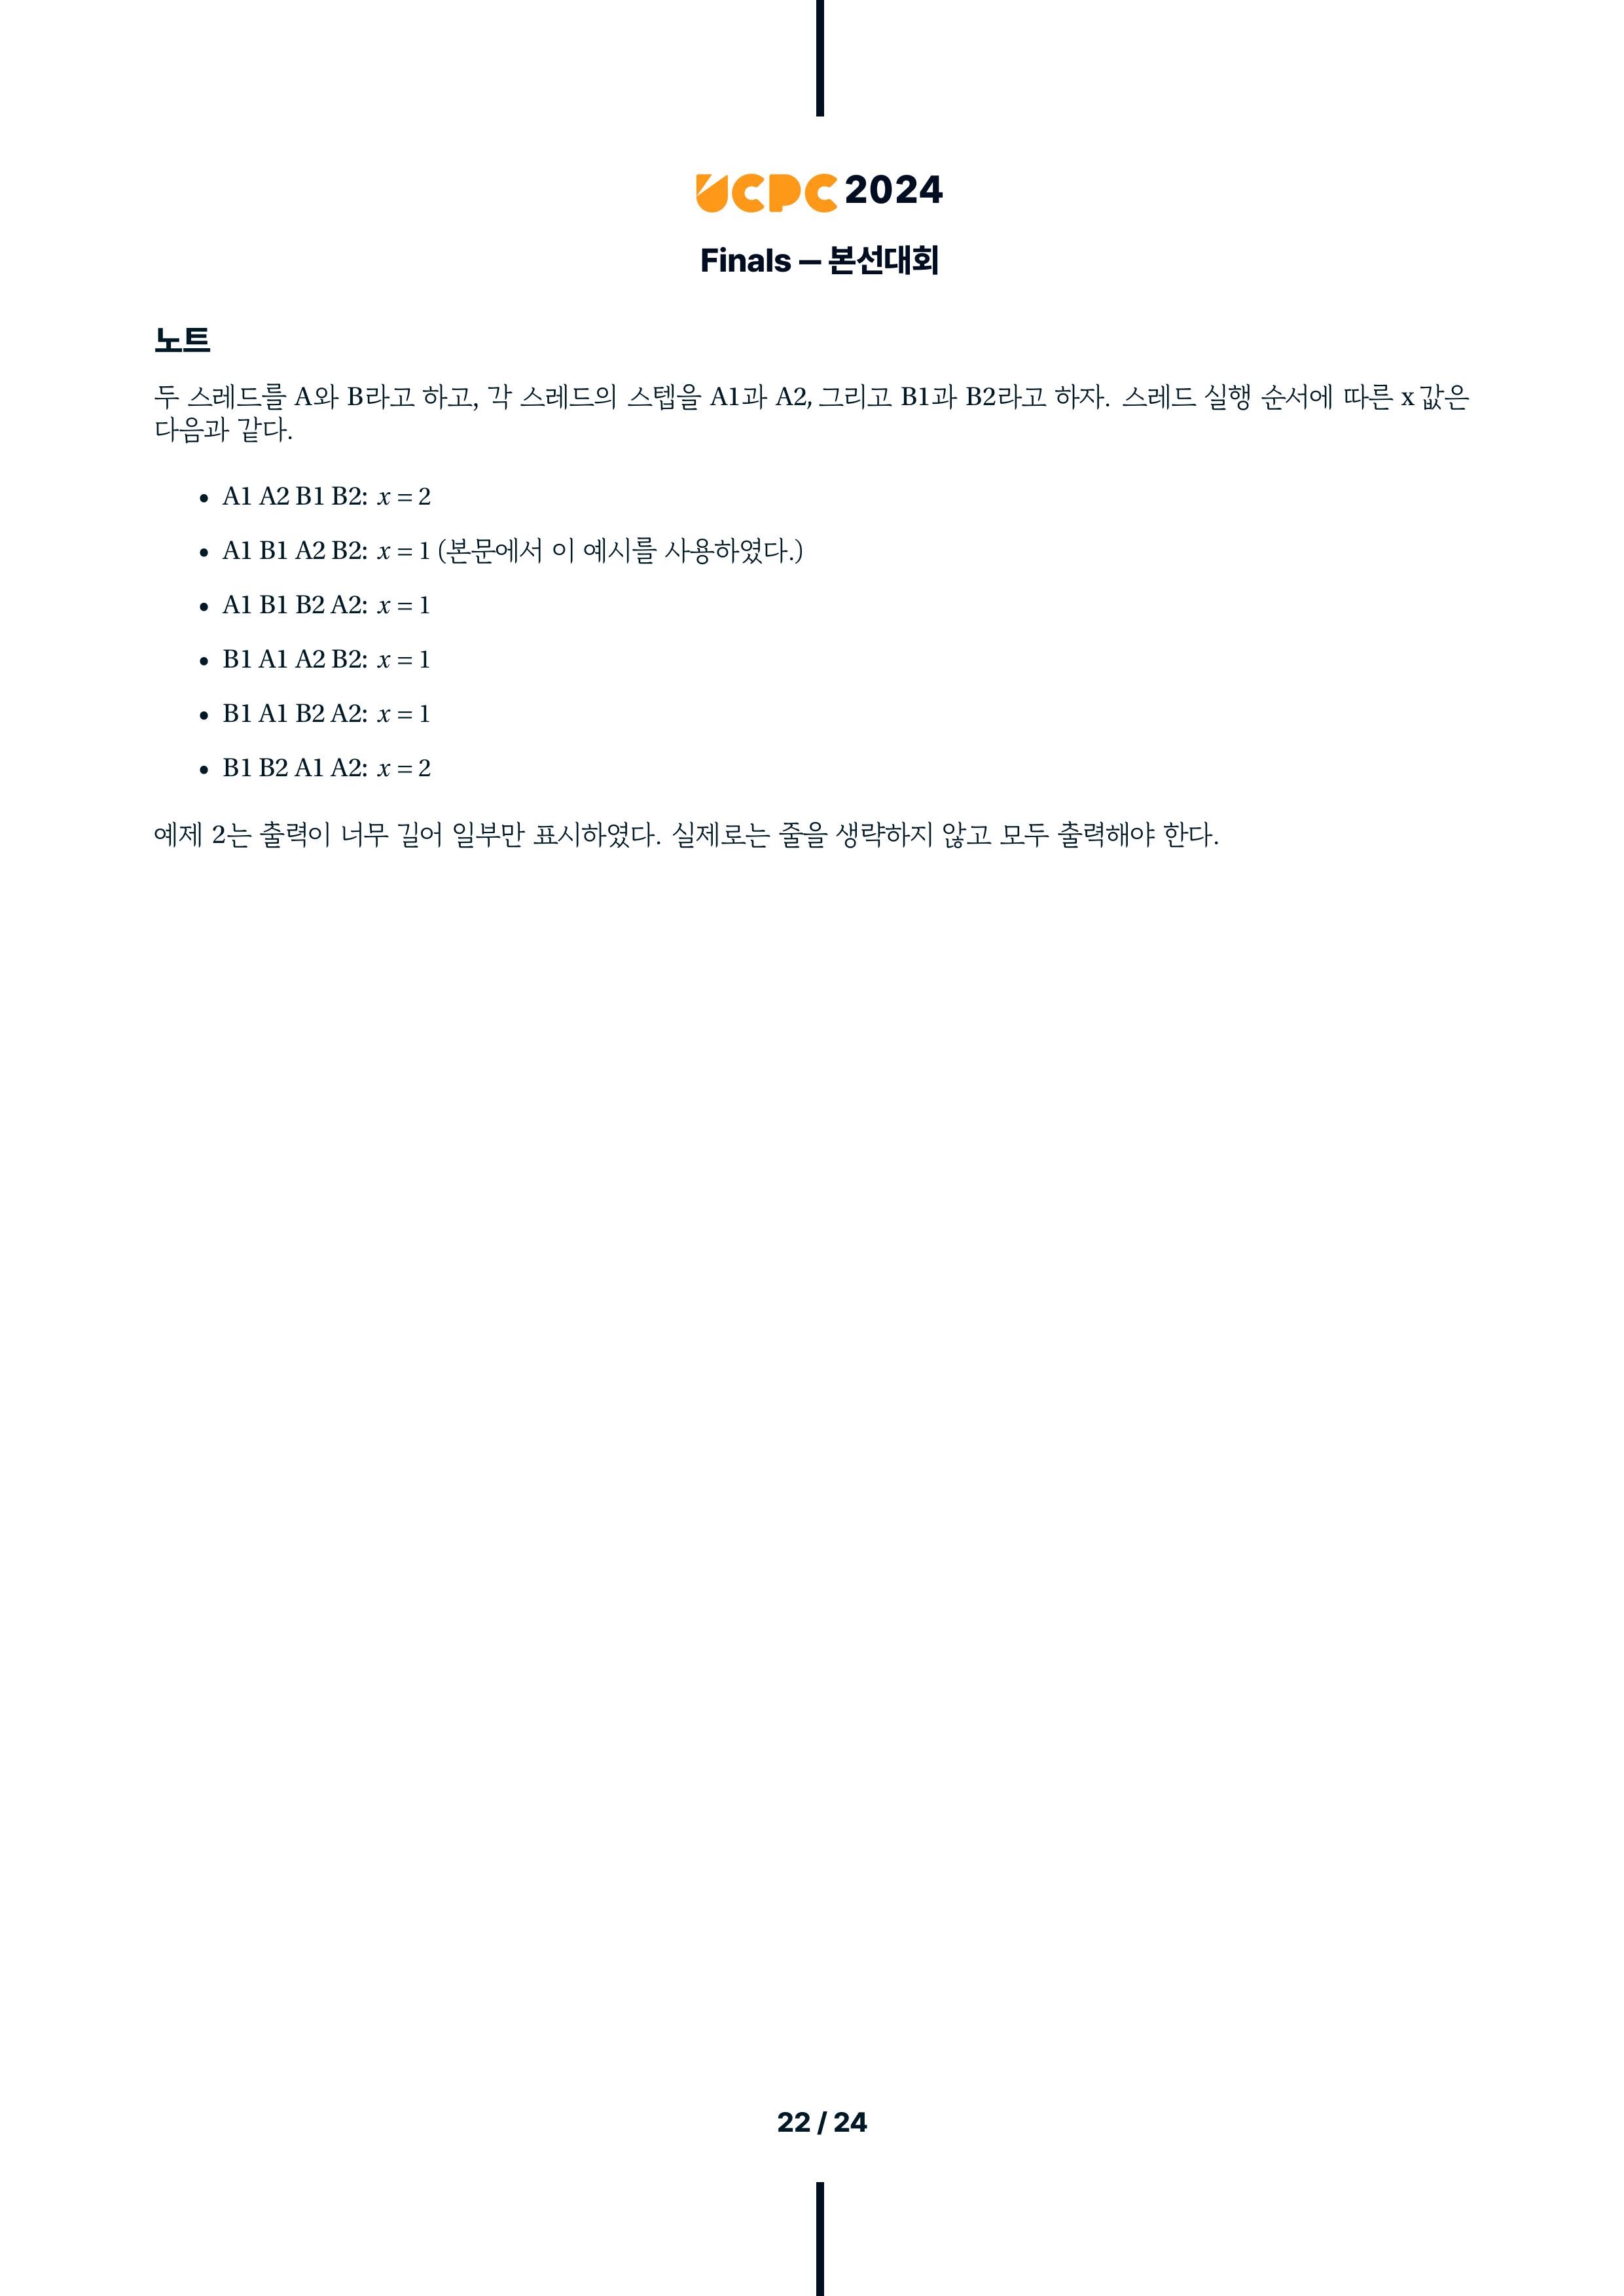 UCPC 2024
Finals — 본선대회
노트
두 스레드를 A와 B라고 하고, 각 스레드의 스텝을 A1과 A2, 그리고 B1과 B2라고 하자. 스레드 실행 순서에 따른 x 값은
다음과 같다.
• A1 A2 B1 B2: x = 2
• A1 B1 A2 B2: x = 1 (본문에서 이 예시를 사용하였다.)
• A1 B1 B2 A2: x = 1
• B1 A1 A2 B2: x = 1
• B1 A1 B2 A2: x = 1
• B1 B2 A1 A2: x = 2
예제 2는 출력이 너무 길어 일부만 표시하였다. 실제로는 줄을 생략하지 않고 모두 출력해야 한다.
22 / 24